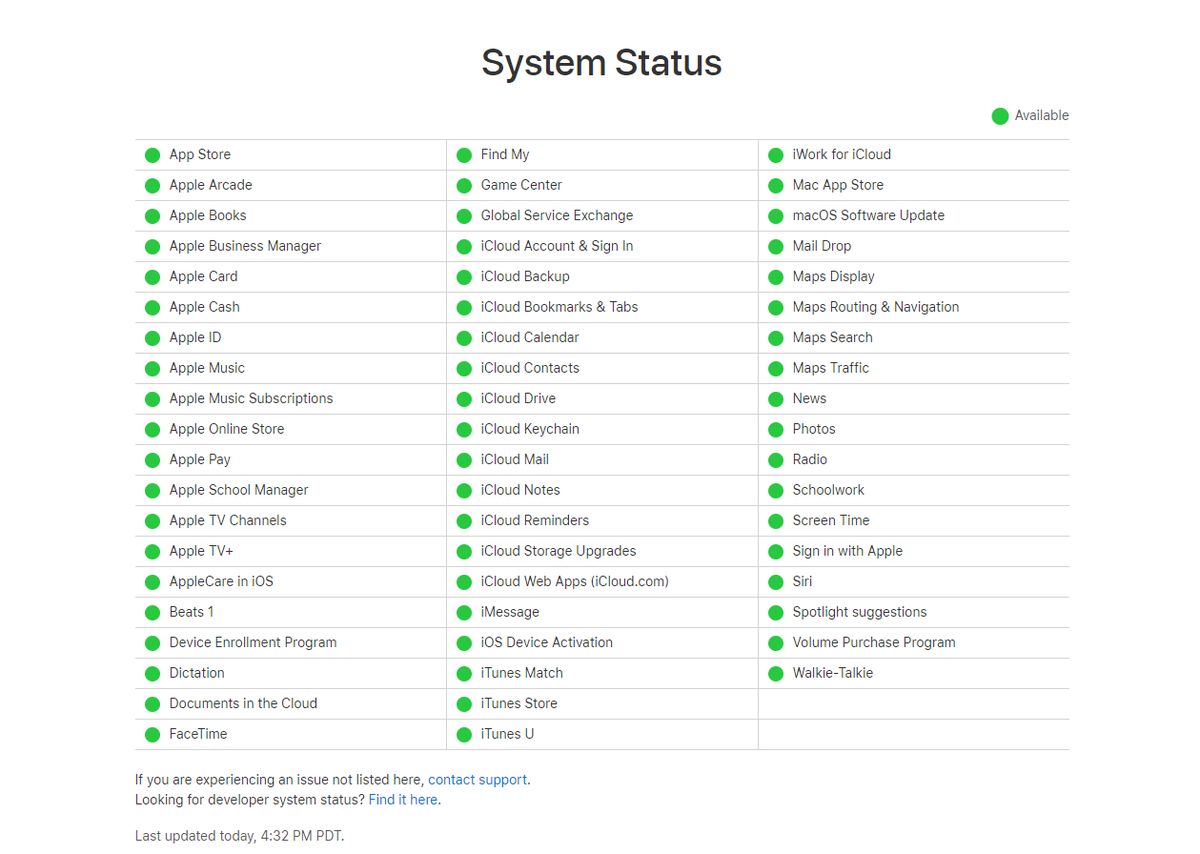 System Status
Available
App Store
Apple Arcade
Apple Books
Apple Business Manager
Apple Card
Apple Cash
Apple ID
Apple Music
Apple Music Subscriptions
Apple Online Store
Apple Pay
Apple School Manager
Apple TV Channels
Apple TV+
AppleCare in iOS
Beats 1
Device Enrollment Program
Dictation
Documents in the Cloud
FaceTime
Find My
Game Center
Global Service Exchange
iCloud Account & Sign In
iCloud Backup
iCloud Bookmarks & Tabs
iCloud Calendar
iCloud Contacts
iCloud Drive
iCloud Keychain
iCloud Mail
iCloud Notes
iCloud Reminders
iCloud Storage Upgrades
iCloud Web Apps (iCloud.com)
iMessage
iOS Device Activation
iTunes Match
iTunes Store
iTunes U
iWork for iCloud
Mac App Store
macOS Software Update
Mail Drop
Maps Display
Maps Routing & Navigation
Maps Search
Maps Traffic
News
Photos
Radio
Schoolwork
Screen Time
Sign in with Apple
Siri
Spotlight suggestions
Volume Purchase Program
Walkie-Talkie
If you are experiencing an issue not listed here, contact support.
Looking for developer system status? Find it here.
Last updated today, 4:32 PM PDT.